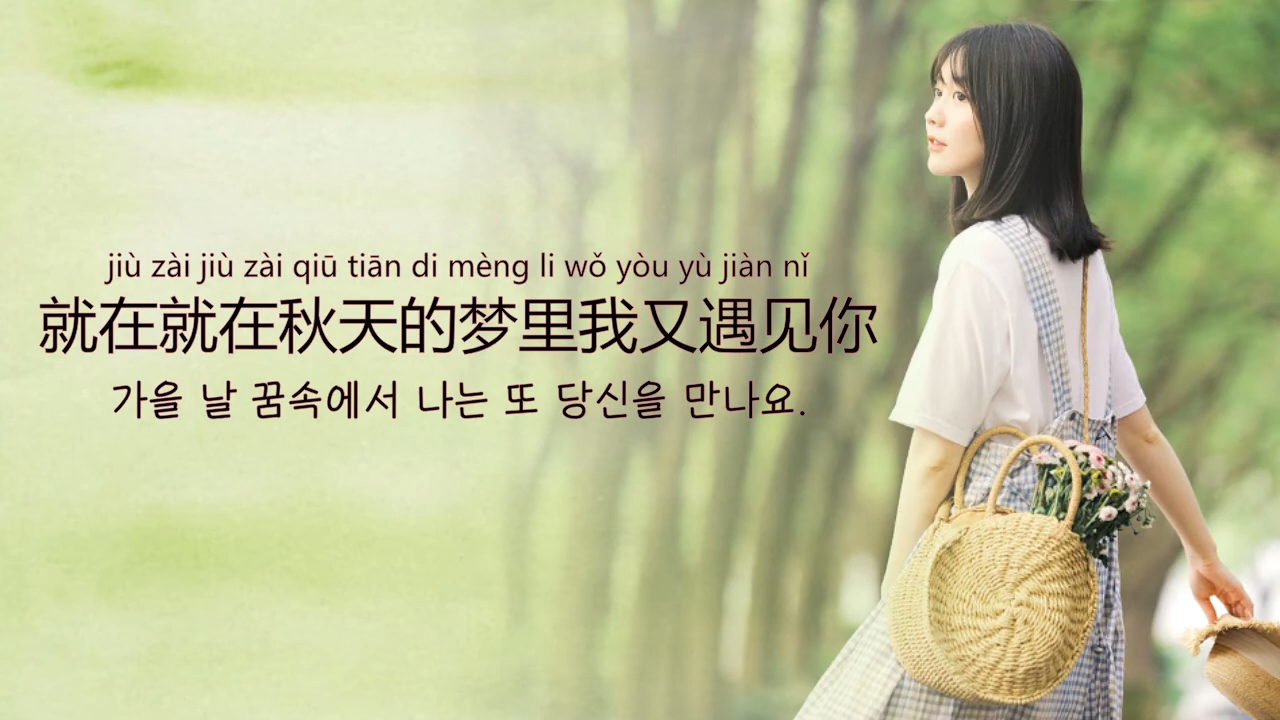 jiù zài jiù zài qiū tiān di mèng li wǒ yòu yù jiàn nǐ
就在就在秋天的梦里我又遇见你
가을 날 꿈속에서 나는 또 당신을 만나요.